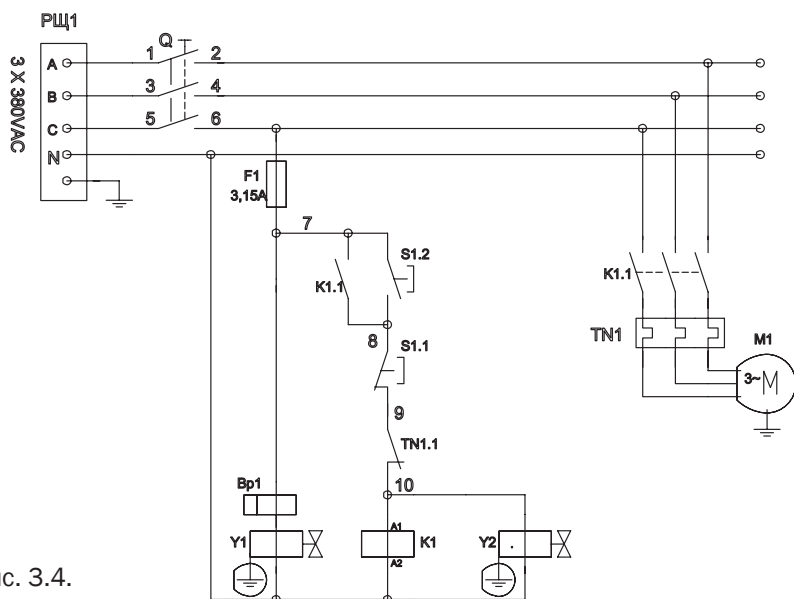 РЩ1
3 X 380VAC
A
B
C
N
Q
1 2
3 4
5 6
F1
3,15A
7
K1.1
S1.2
8
S1.1
9
TN1.1
10
Bp1
Y1
A1
K1
A2
Y2
K1.1
TN1
M1
3~M
ис. 3.4.